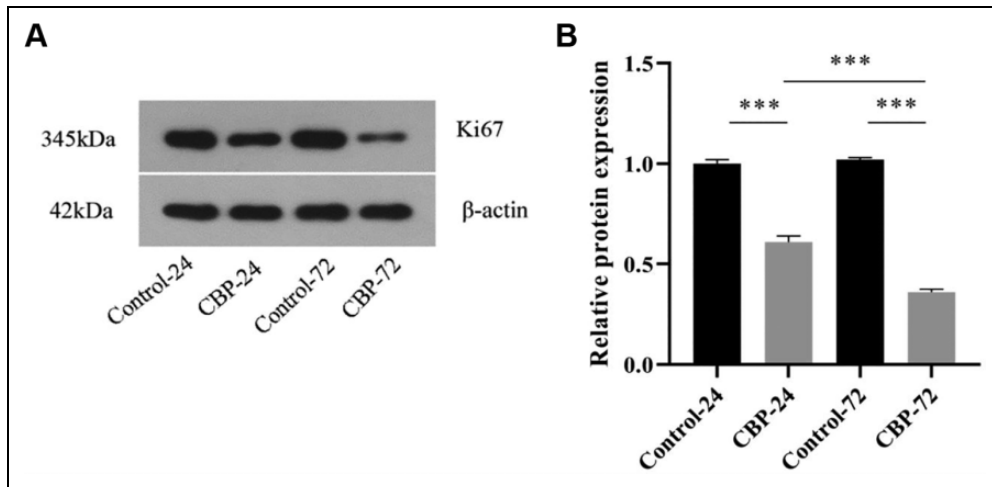 A
345kDa
Ki67
42kDa
β-actin
Control-24
CBP-24
Control-72
CBP-72
B
Relative protein expression
1.5
1.0
0.5
0.0
***
***
***
Control-24
CBP-24
Control-72
CBP-72